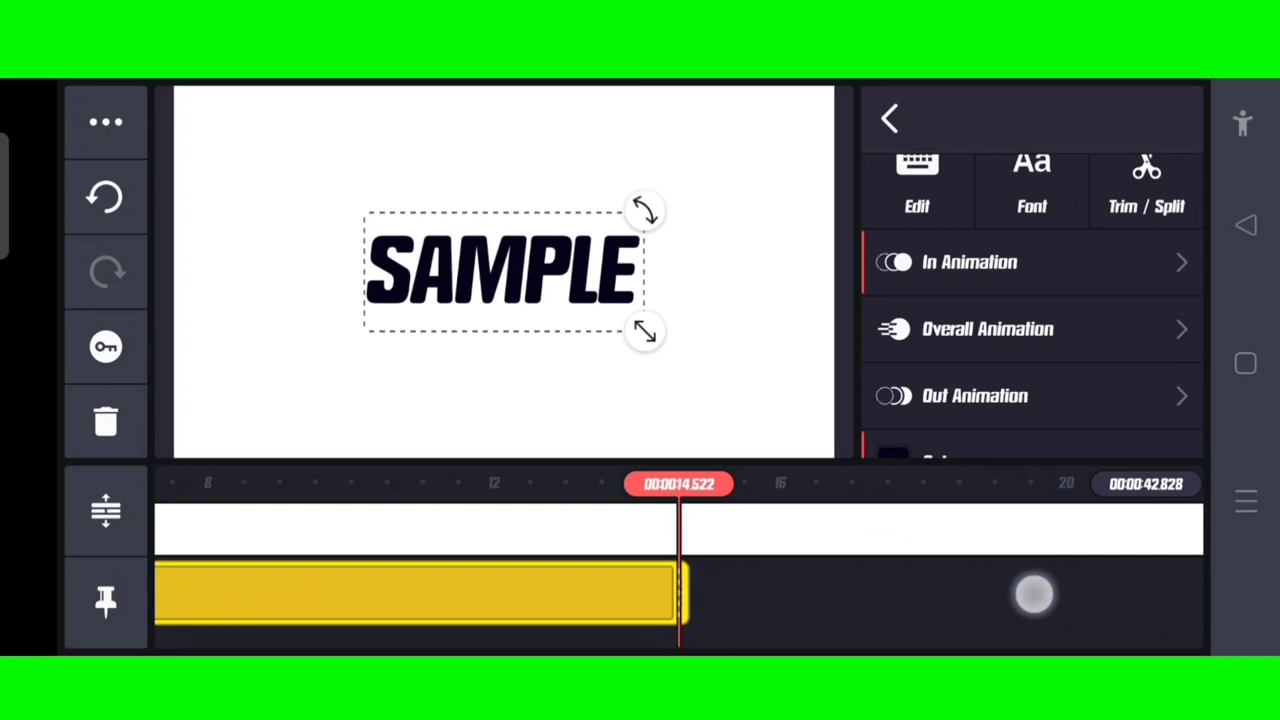 Aa
Edit
Font
Trim / Split
In Animation
SAMPLE
Overall Animation
Out Animation
8
12
00:00:14.522
16
20
00:00:42.828